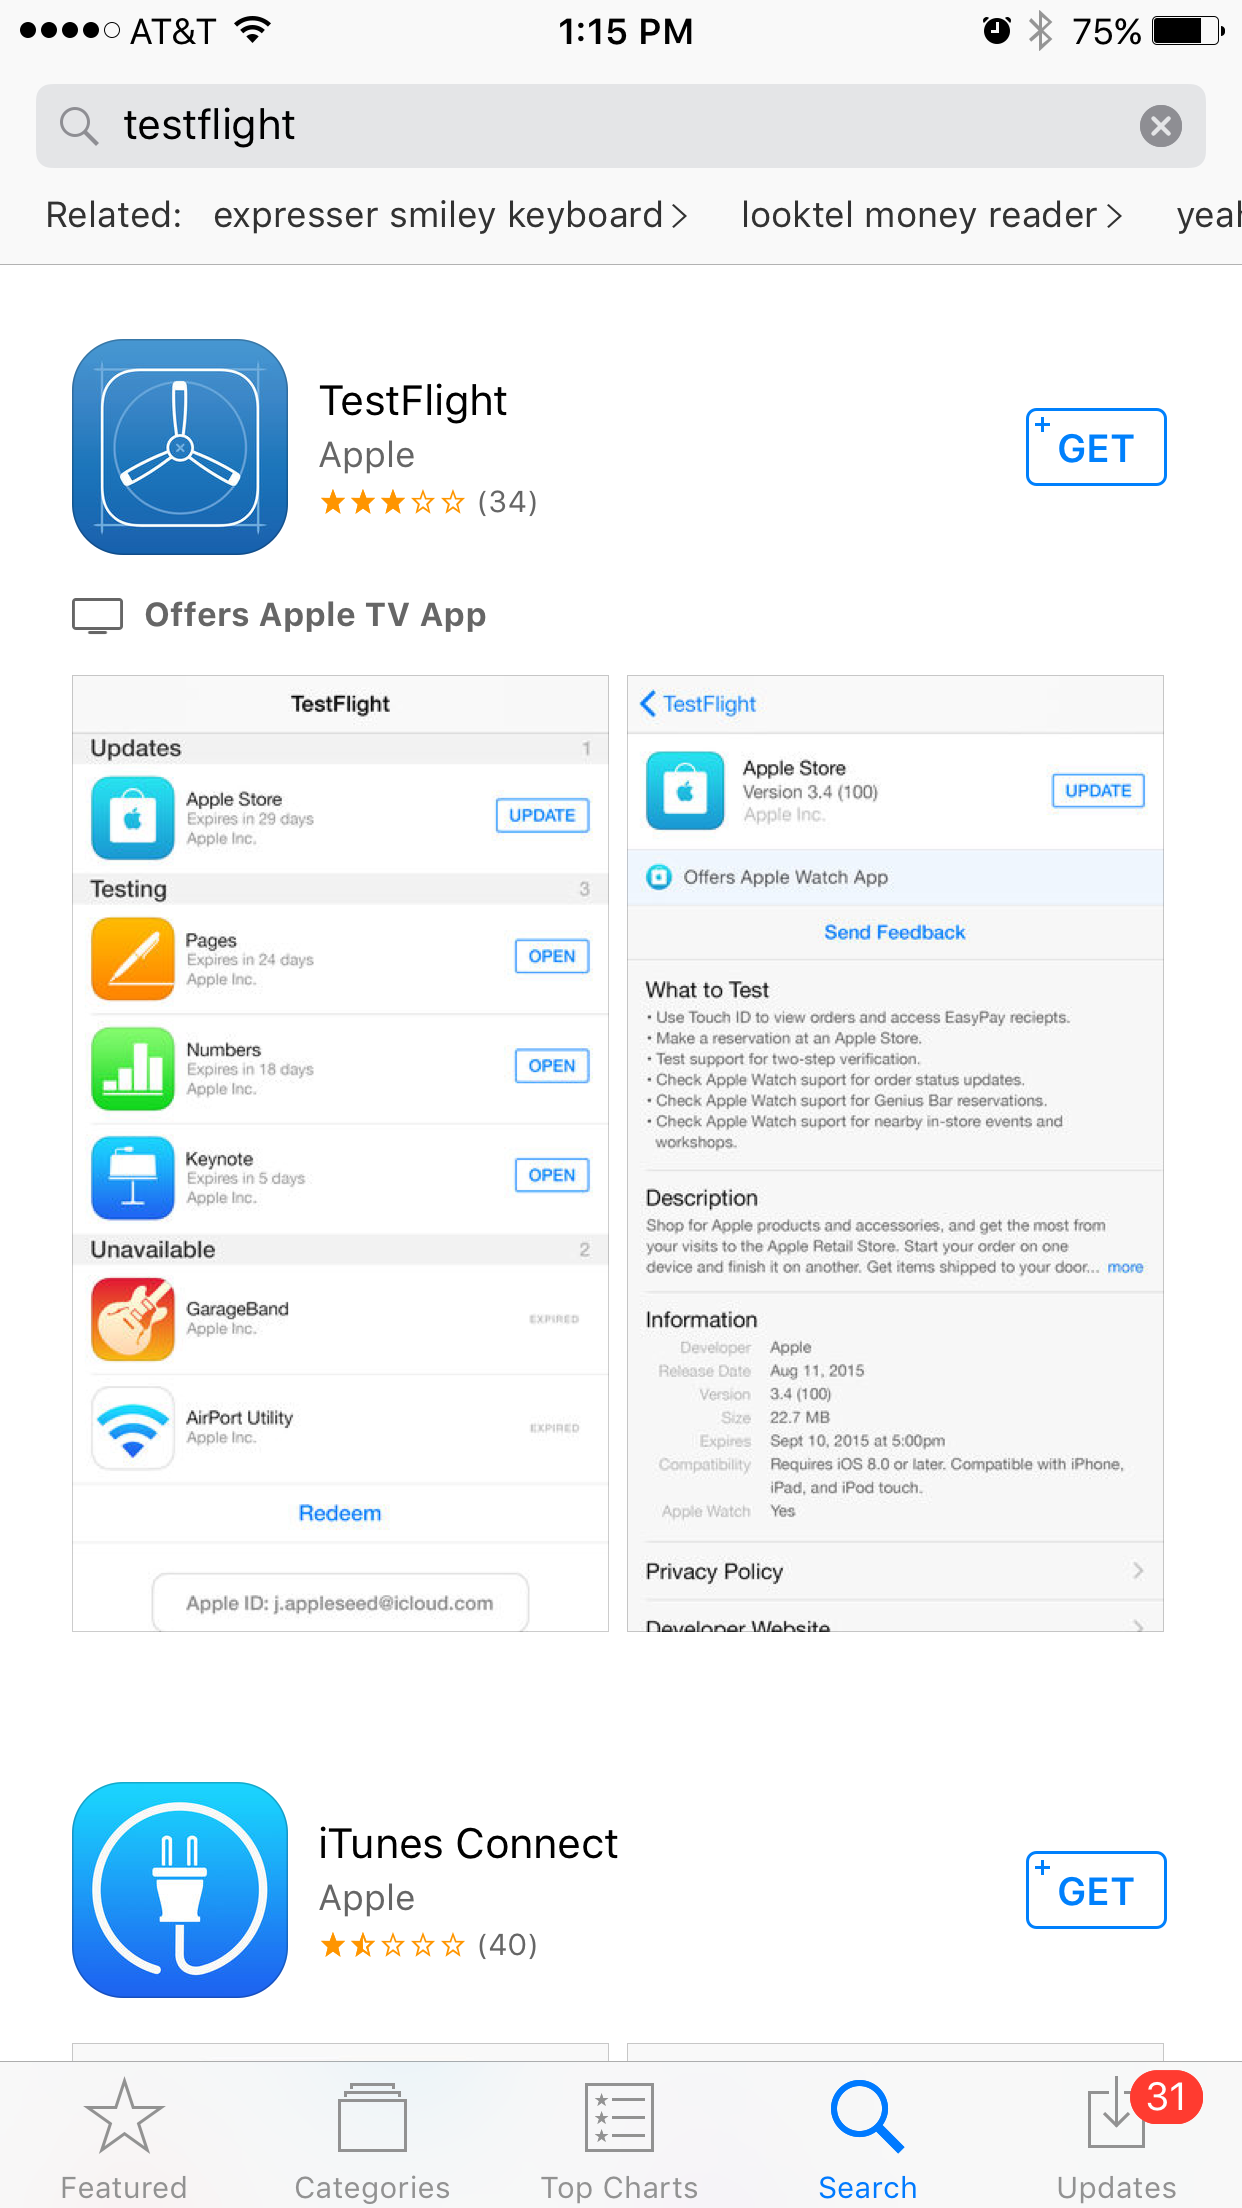 AT&T 1:15 PM 75%
testflight
Related: expresser smiley keyboard looktel money reader yeah
TestFlight
Apple
(34)
GET
Offers Apple TV App
TestFlight
Updates 1
Apple Store
Expires in 29 days
Apple Inc.
UPDATE
Testing 3
Pages
Expires in 24 days
Apple Inc.
OPEN
Numbers
Expires in 18 days
Apple Inc.
OPEN
Keynote
Expires in 5 days
Apple Inc.
OPEN
Unavailable 2
GarageBand
Apple Inc.
EXPIRED
AirPort Utility
Apple Inc.
EXPIRED
Redeem
Apple ID: j.appleseed@icloud.com
TestFlight
Apple Store
Version 3.4 (100)
Apple Inc.
UPDATE
Offers Apple Watch App
Send Feedback
What to Test
• Use Touch ID to view orders and access EasyPay reciepts.
• Make a reservation at an Apple Store.
• Test support for two-step verification.
• Check Apple Watch suport for order status updates.
• Check Apple Watch suport for Genius Bar reservations.
• Check Apple Watch suport for nearby in-store events and
workshops.
Description
Shop for Apple products and accessories, and get the most from
your visits to the Apple Retail Store. Start your order on one
device and finish it on another. Get items shipped to your door... more
Information
Developer Apple
Release Date Aug 11, 2015
Version 3.4 (100)
Size 22.7 MB
Expires Sept 10, 2015 at 5:00pm
Compatibility Requires iOS 8.0 or later. Compatible with iPhone,
iPad, and iPod touch.
Apple Watch Yes
Privacy Policy
Developer Website
iTunes Connect
Apple
(40)
GET
31
Featured Categories Top Charts Search Updates